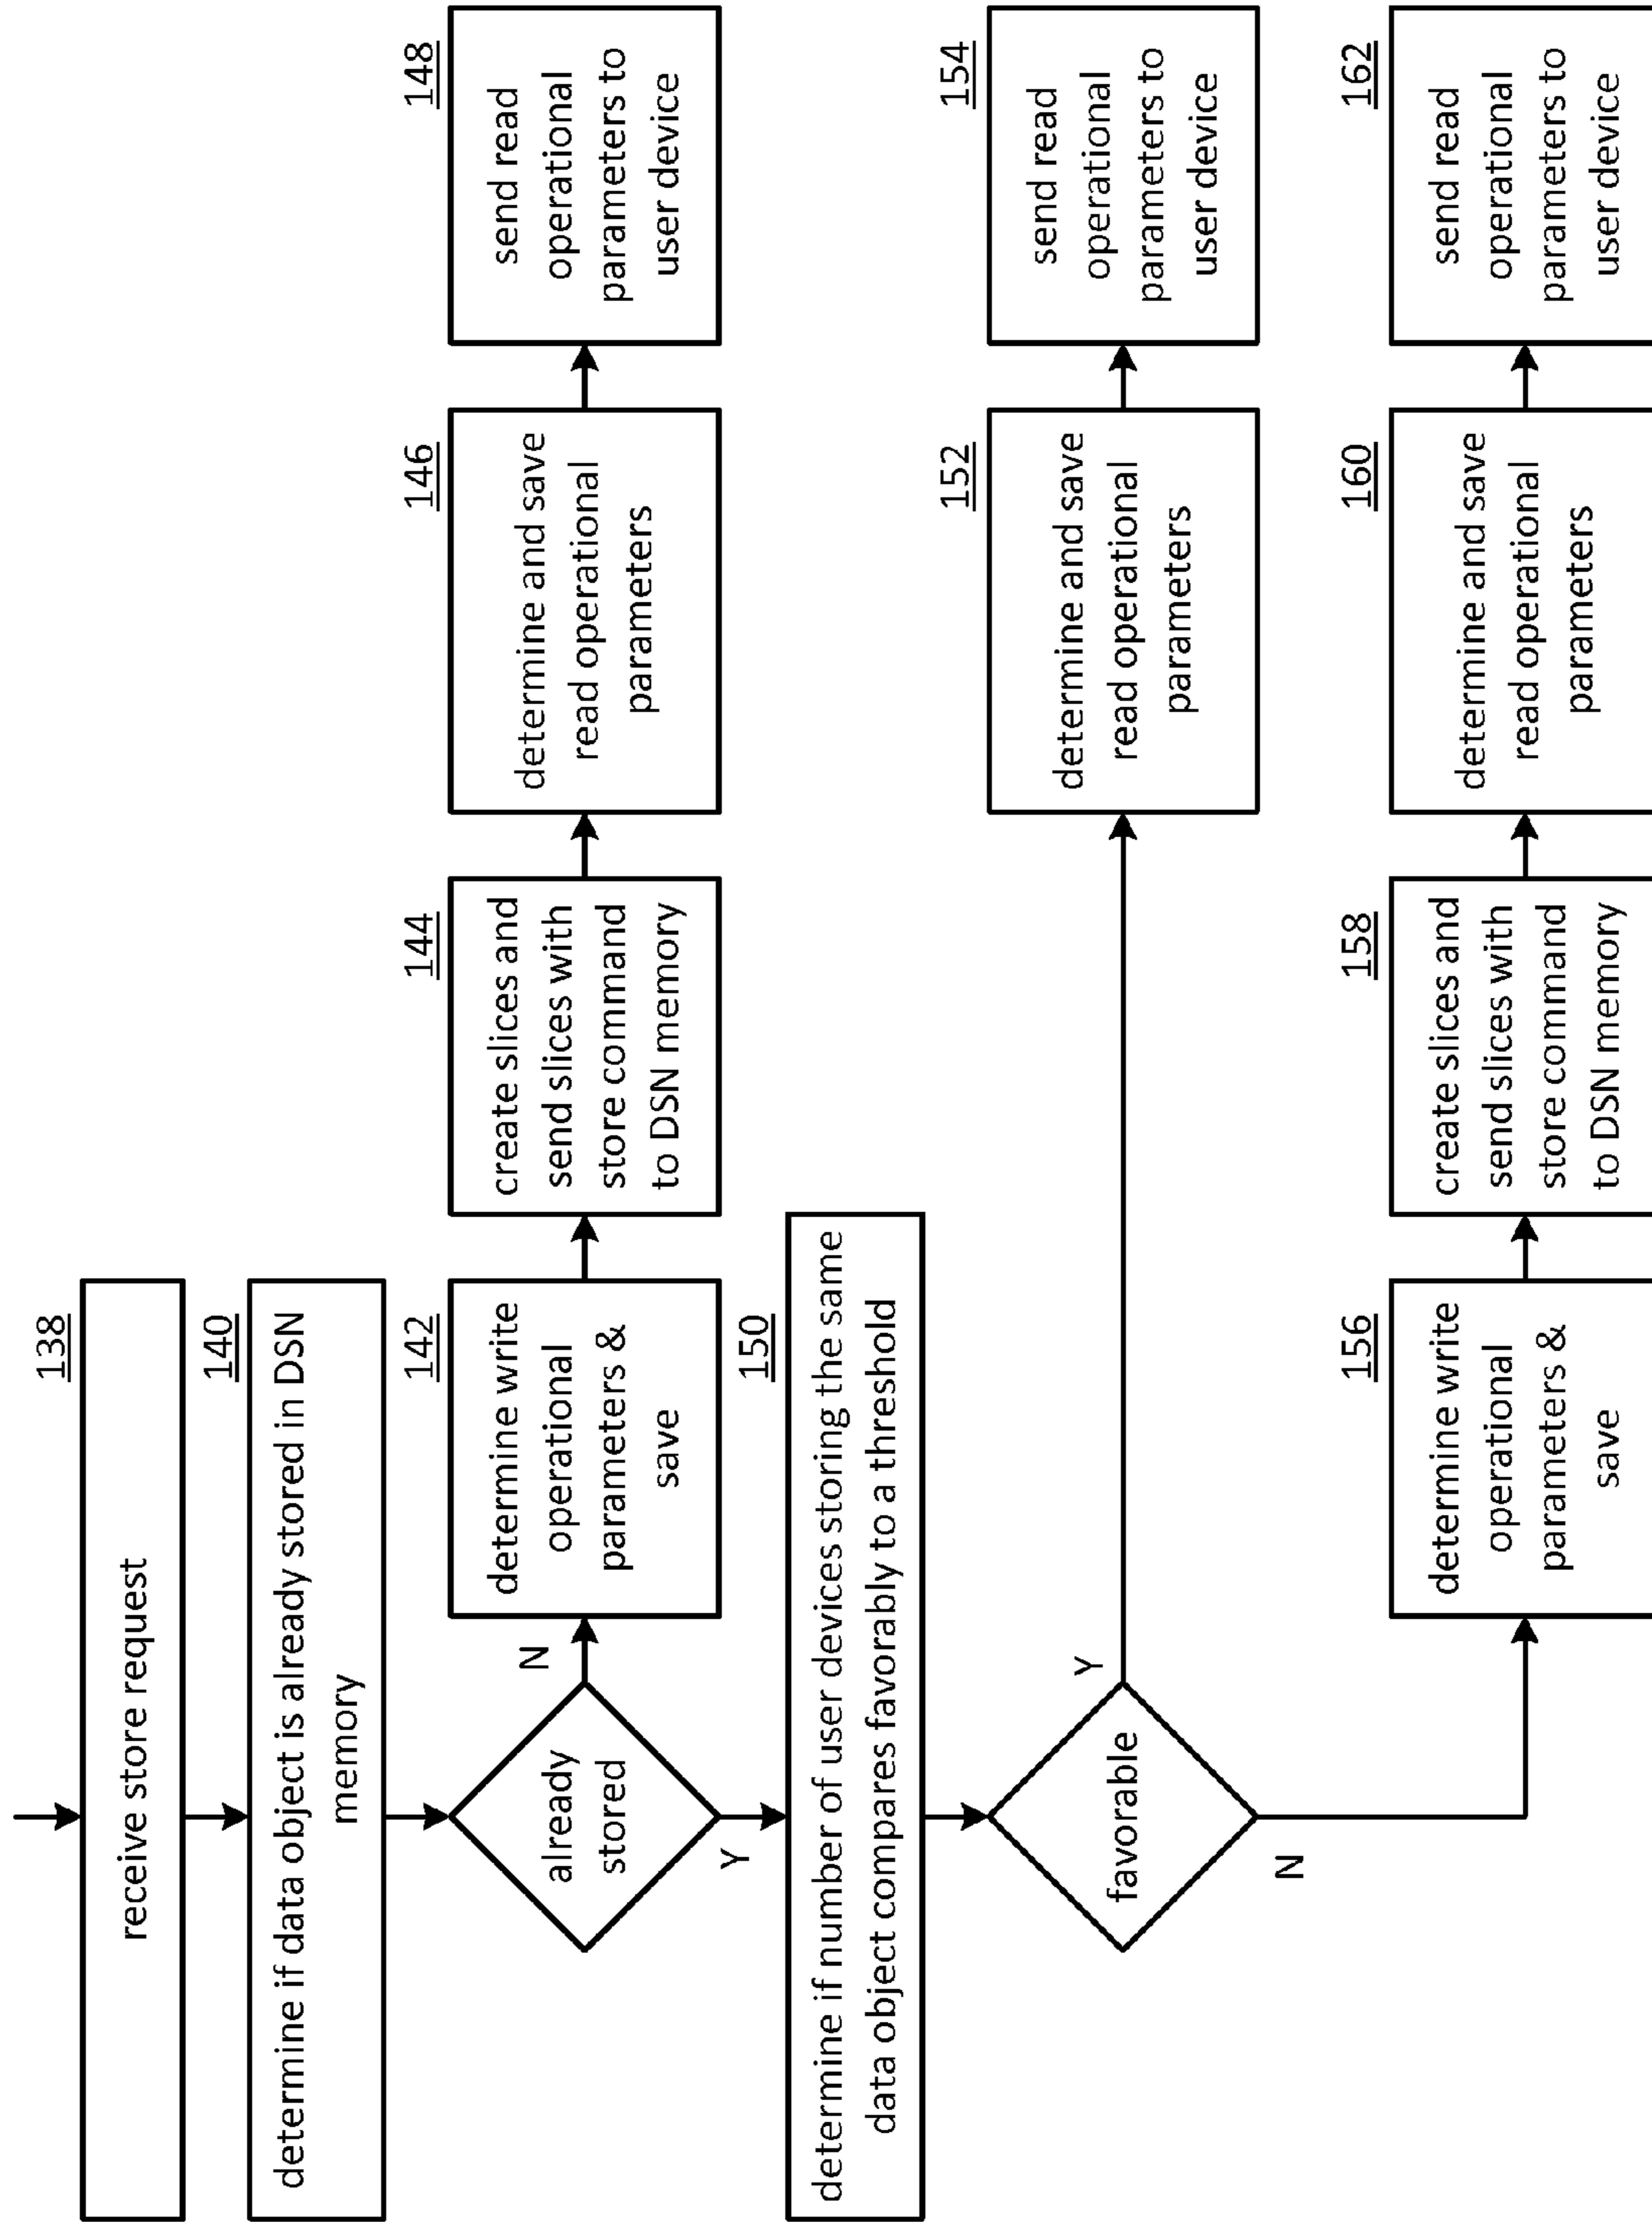 138
receive store request
140
determine if data object is already stored in DSN
memory
already
stored
N
Y
142
determine write
operational
parameters &
save
144
create slices and
send slices with
store command
to DSN memory
146
determine and save
read operational
parameters
148
send read
operational
parameters to
user device
150
determine if number of user devices storing the same
data object compares favorably to a threshold
favorable
Y
N
152
determine and save
read operational
parameters
154
send read
operational
parameters to
user device
156
determine write
operational
parameters &
save
158
create slices and
send slices with
store command
to DSN memory
160
determine and save
read operational
parameters
162
send read
operational
parameters to
user device